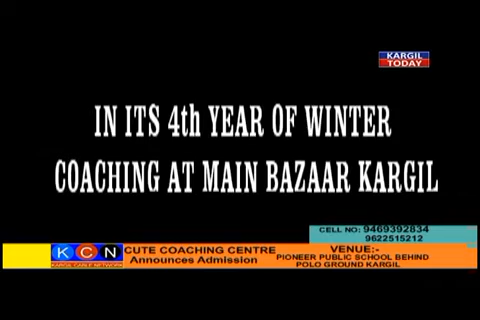 KARGIL
TODAY
IN ITS 4th YEAR OF WINTER
COACHING AT MAIN BAZAAR KARGIL
CELL NO: 9469392834
9622515212
KCN
KARGIL CABLE NETWORK
CUTE COACHING CENTRE
Announces Admission
VENUE:-
PIONEER PUBLIC SCHOOL BEHIND
POLO GROUND KARGIL